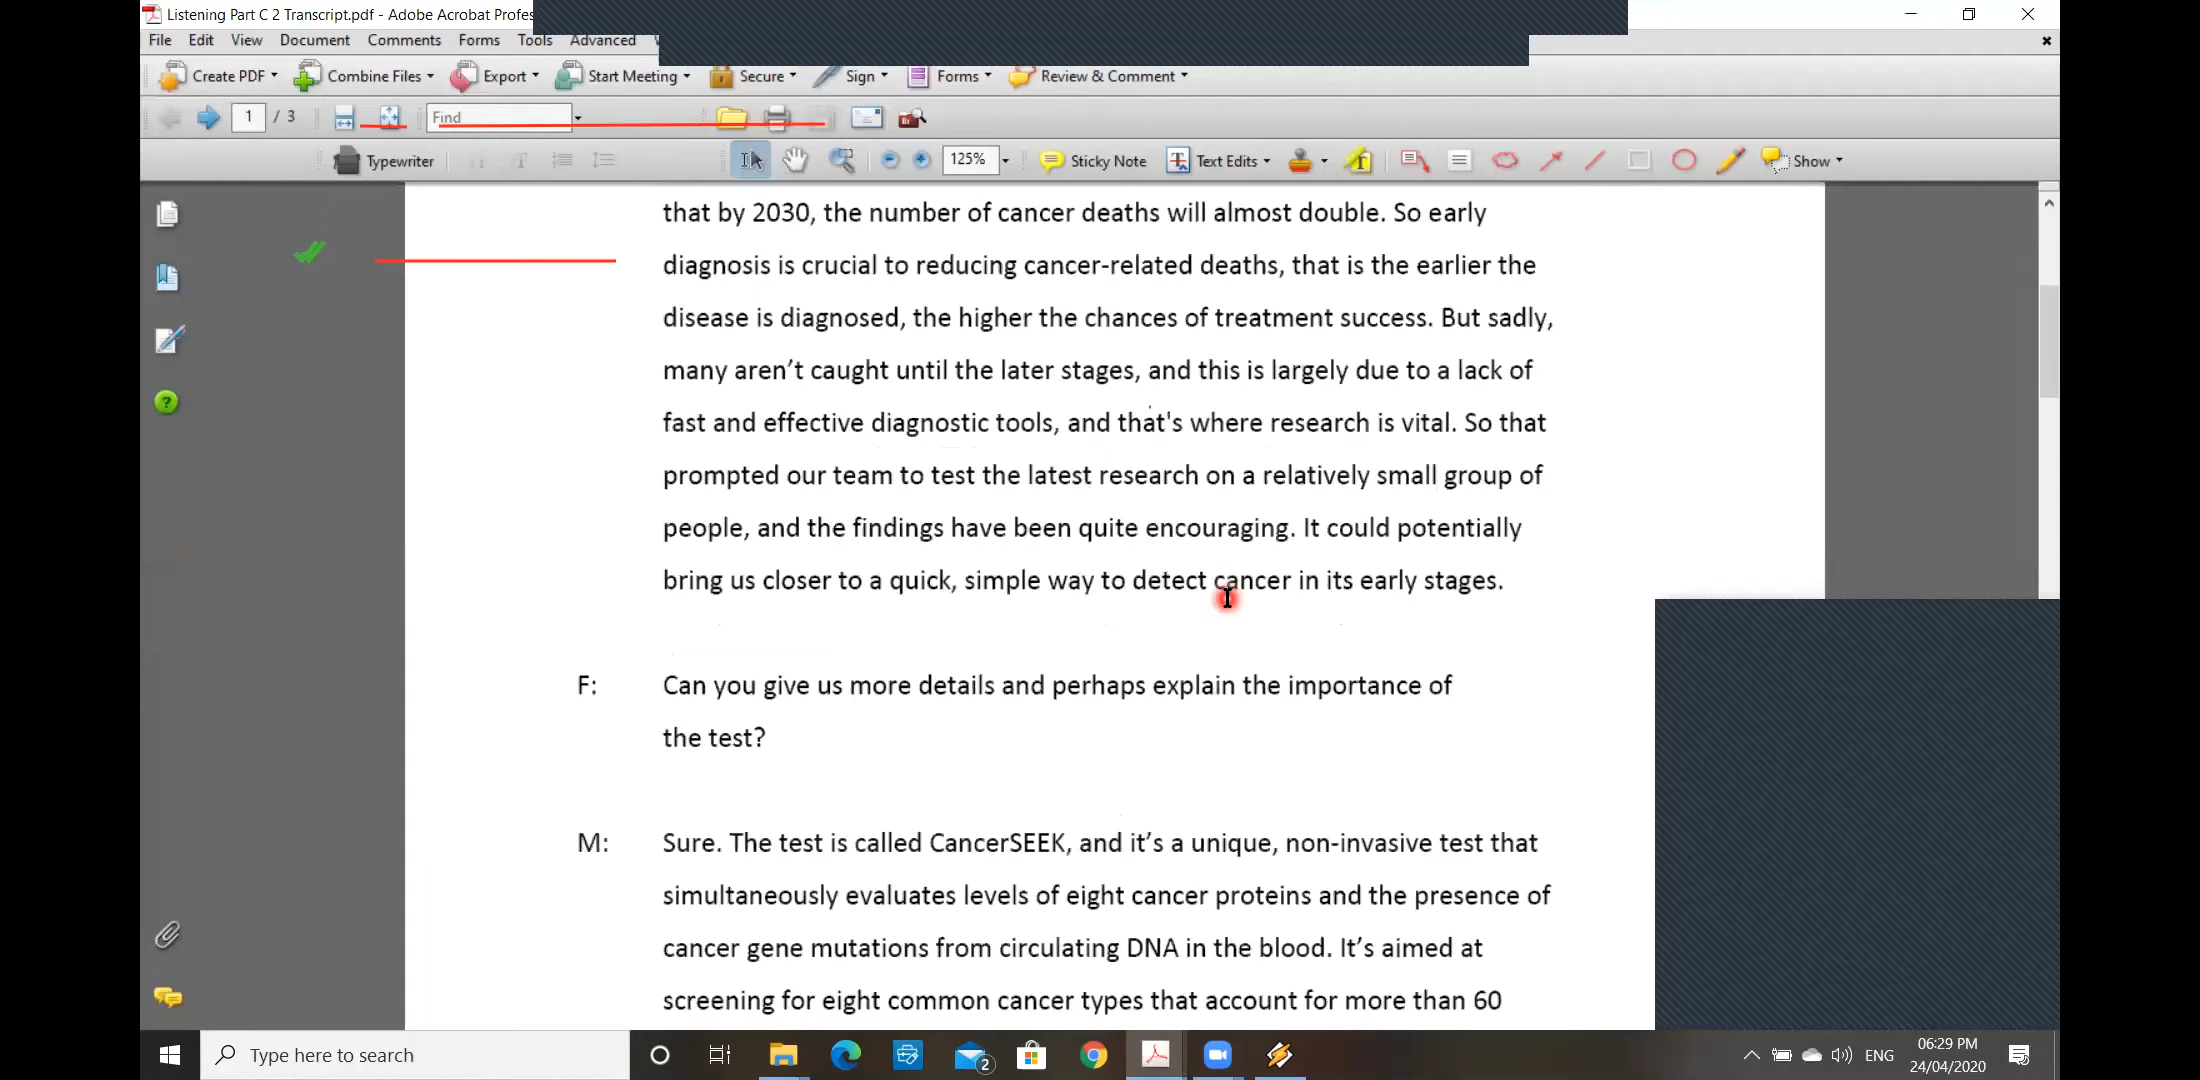 Listening Part C 2 Transcript.pdf - Adobe Acrobat Profes
File Edit View Document Comments Forms Tools Advanced
Create PDF Combine Files Export Start Meeting Secure Sign Forms Review & Comment
1 / 3 Find
Typewriter 125% Sticky Note Text Edits Show
that by 2030, the number of cancer deaths will almost double. So early
diagnosis is crucial to reducing cancer-related deaths, that is the earlier the
disease is diagnosed, the higher the chances of treatment success. But sadly,
many aren’t caught until the later stages, and this is largely due to a lack of
fast and effective diagnostic tools, and that's where research is vital. So that
prompted our team to test the latest research on a relatively small group of
people, and the findings have been quite encouraging. It could potentially
bring us closer to a quick, simple way to detect cancer in its early stages.
F: Can you give us more details and perhaps explain the importance of
the test?
M: Sure. The test is called CancerSEEK, and it’s a unique, non-invasive test that
simultaneously evaluates levels of eight cancer proteins and the presence of
cancer gene mutations from circulating DNA in the blood. It’s aimed at
screening for eight common cancer types that account for more than 60
Type here to search 2 ENG 06:29 PM
24/04/2020